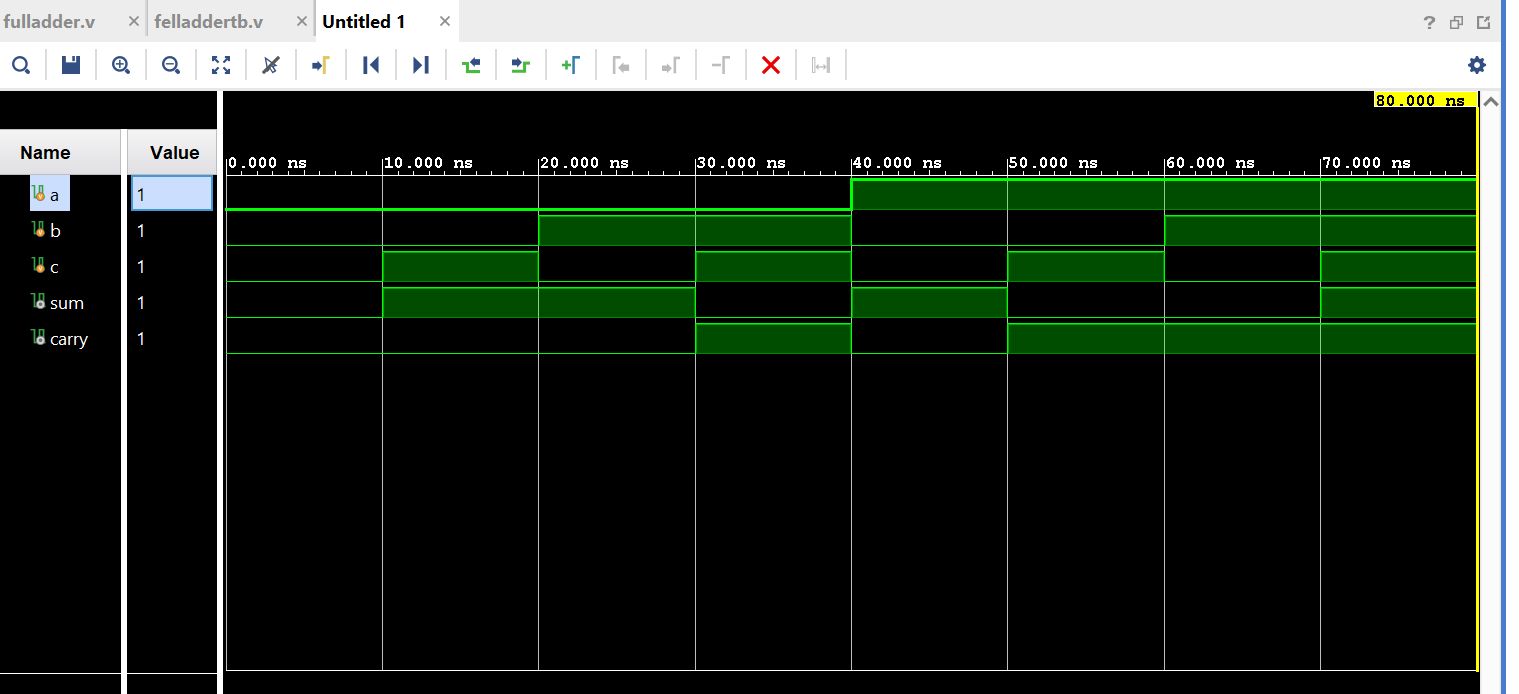 fulladder.v × felladdertb.v × Untitled 1 ×
?
80.000 ns
Name Value
0.000 ns 10.000 ns 20.000 ns 30.000 ns 40.000 ns 50.000 ns 60.000 ns 70.000 ns
a 1
b 1
c 1
sum 1
carry 1